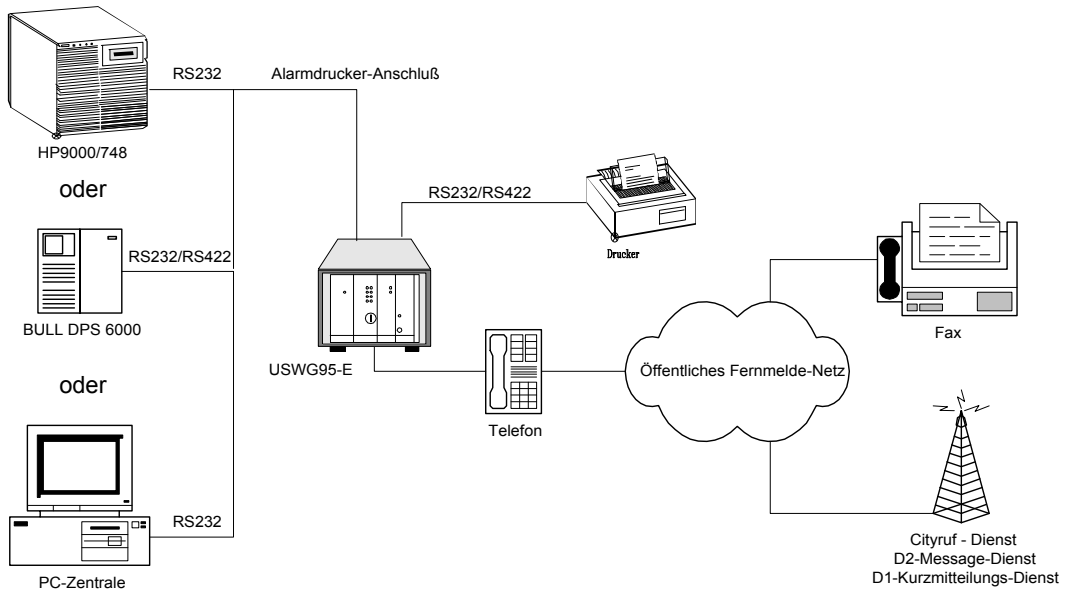 RS232
Alarmdrucker-Anschluß
HP9000/748
oder
RS232/RS422
Drucker
RS232/RS422
BULL DPS 6000
USWG95-E
Fax
Öffentliches Fernmelde-Netz
oder
Telefon
RS232
PC-Zentrale
Cityruf - Dienst
D2-Message-Dienst
D1-Kurzmitteilungs-Dienst